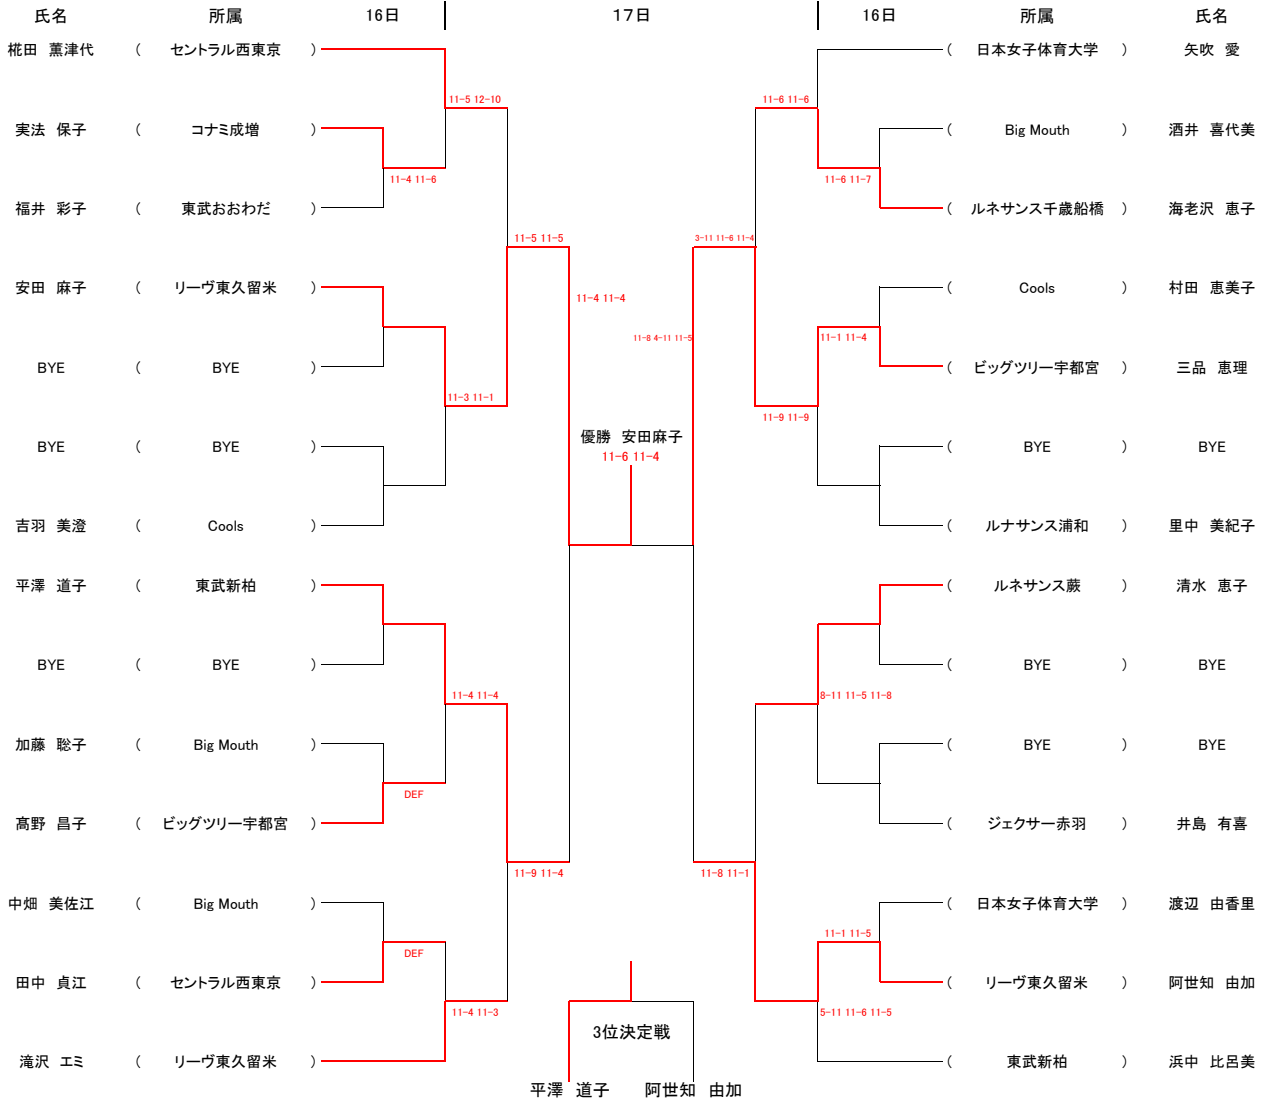 氏名 所属 16日 17日 16日 所属 氏名
椛田 薫津代 ( セントラル西東京 ) ( 日本女子体育大学 ) 矢吹 愛
11-5 12-10 11-6 11-6
実法 保子 ( コナミ成増 ) ( Big Mouth ) 酒井 喜代美
11-4 11-6 11-6 11-7
福井 彩子 ( 東武おおわだ ) ( ルネサンス千歳船橋 ) 海老沢 恵子
11-5 11-5 3-11 11-6 11-4
安田 麻子 ( リーヴ東久留米 ) ( Cools ) 村田 恵美子
11-4 11-4
11-8 4-11 11-5 11-1 11-4
BYE ( BYE ) ( ビッグツリー宇都宮 ) 三品 恵理
11-3 11-1 11-9 11-9
優勝 安田麻子
BYE ( BYE ) ( BYE ) BYE
11-6 11-4
吉羽 美澄 ( Cools ) ( ルナサンス浦和 ) 里中 美紀子
平澤 道子 ( 東武新柏 ) ( ルネサンス蕨 ) 清水 恵子
BYE ( BYE ) ( BYE ) BYE
11-4 11-4 8-11 11-5 11-8
加藤 聡子 ( Big Mouth ) ( BYE ) BYE
DEF
髙野 昌子 ( ビッグツリー宇都宮 ) ( ジェクサー赤羽 ) 井島 有喜
11-9 11-4 11-8 11-1
中畑 美佐江 ( Big Mouth ) ( 日本女子体育大学 ) 渡辺 由香里
11-1 11-5
DEF
田中 貞江 ( セントラル西東京 ) ( リーヴ東久留米 ) 阿世知 由加
11-4 11-3 5-11 11-6 11-5
3位決定戦
滝沢 エミ ( リーヴ東久留米 ) ( 東武新柏 ) 浜中 比呂美
平澤 道子 阿世知 由加